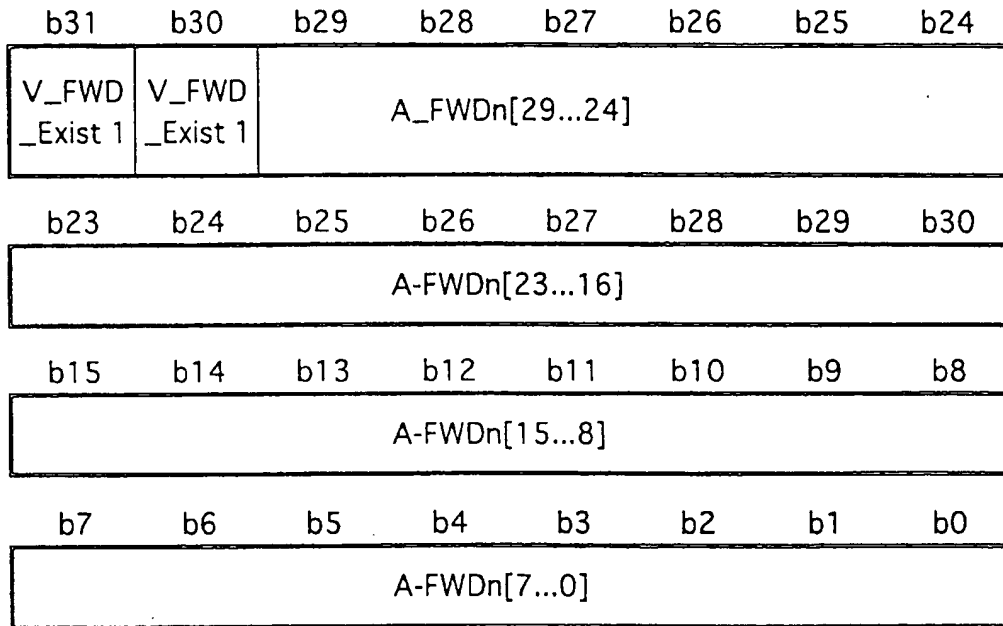 b31 b30 b29 b28 b27 b26 b25 b24
V_FWD V_FWD
_Exist 1 _Exist 1
A_FWDn[29...24]
b23 b24 b25 b26 b27 b28 b29 b30
A-FWDn[23...16]
b15 b14 b13 b12 b11 b10 b9 b8
A-FWDn[15...8]
b7 b6 b5 b4 b3 b2 b1 b0
A-FWDn[7...0]